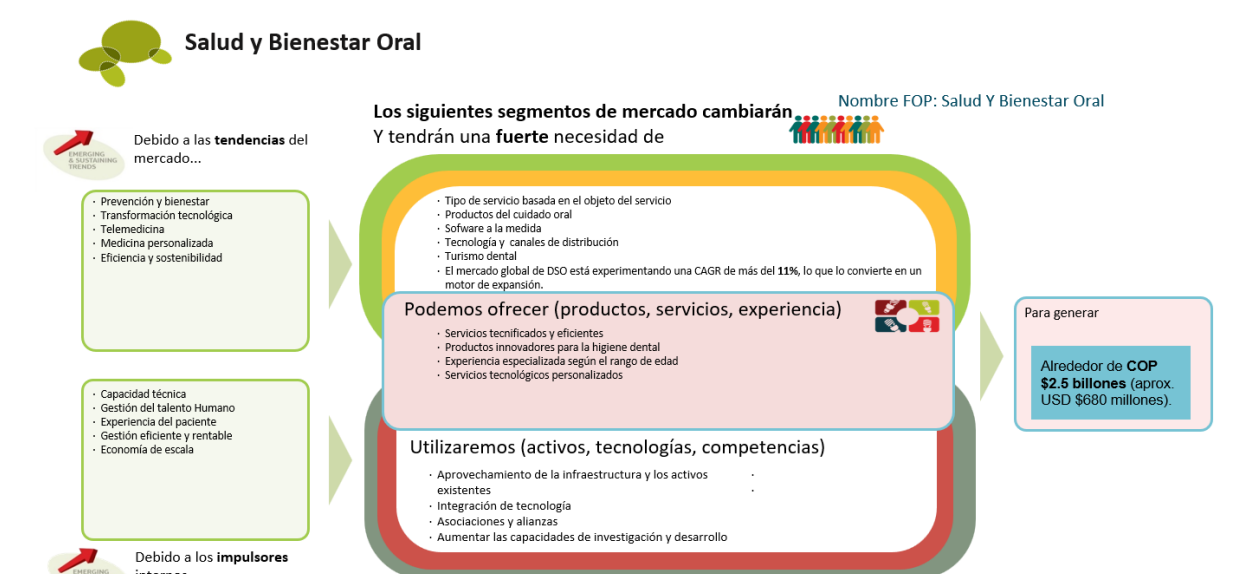 Salud y Bienestar Oral
Nombre FOP: Salud Y Bienestar Oral
Los siguientes segmentos de mercado cambiarán
Y tendrán una fuerte necesidad de
EMERGING
& SUSTAINING
TRENDS
Debido a las tendencias del
mercado...
· Prevención y bienestar
· Transformación tecnológica
· Telemedicina
· Medicina personalizada
· Eficiencia y sostenibilidad
· Tipo de servicio basada en el objeto del servicio
· Productos del cuidado oral
· Sofware a la medida
· Tecnología y canales de distribución
· Turismo dental
· El mercado global de DSO está experimentando una CAGR de más del 11%, lo que lo convierte en un
motor de expansión.
Podemos ofrecer (productos, servicios, experiencia)
· Servicios tecnificados y eficientes
· Productos innovadores para la higiene dental
· Experiencia especializada según el rango de edad
· Servicios tecnológicos personalizados
Para generar
Alrededor de COP
$2.5 billones (aprox.
USD $680 millones).
· Capacidad técnica
· Gestión del talento Humano
· Experiencia del paciente
· Gestión eficiente y rentable
· Economía de escala
Utilizaremos (activos, tecnologías, competencias)
· Aprovechamiento de la infraestructura y los activos
existentes
· Integración de tecnología
· Asociaciones y alianzas
· Aumentar las capacidades de investigación y desarrollo
Debido a los impulsores
EMERGING